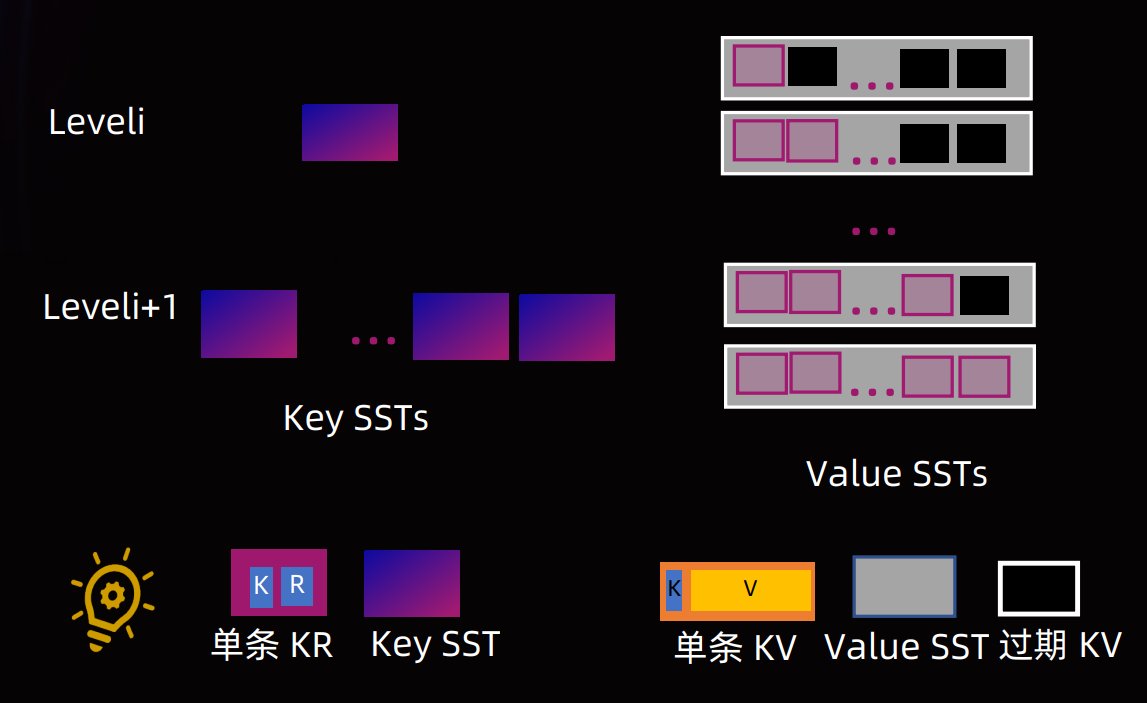 Leveli
Leveli+1
Key SSTs
Value SSTs
K R
单条 KR
Key SST
K V
单条 KV
Value SST
过期 KV